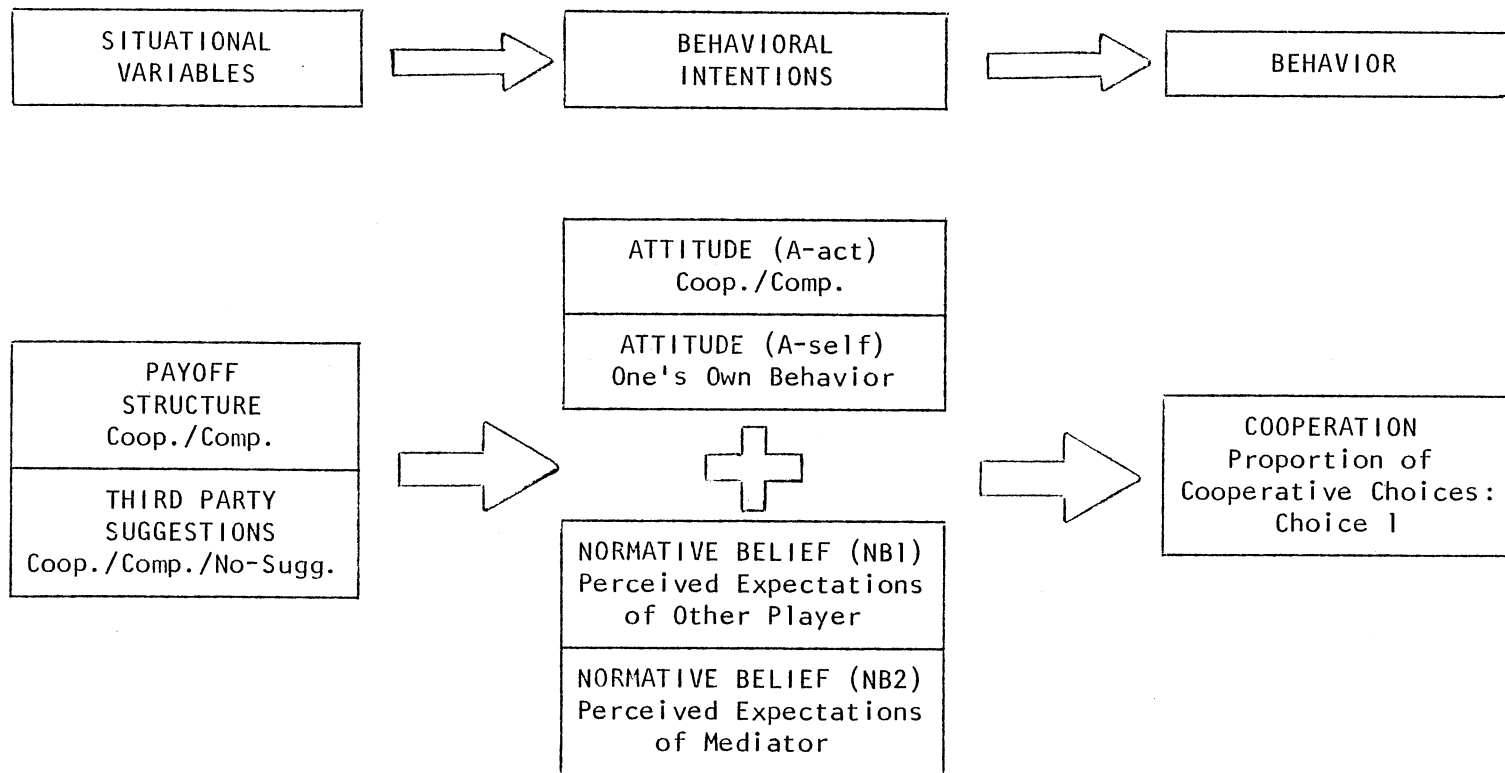 SITUATIONAL
VARIABLES
BEHAVIORAL
INTENTIONS
BEHAVIOR
PAYOFF
STRUCTURE
Coop./Comp.
THIRD PARTY
SUGGESTIONS
Coop./Comp./No-Sugg.
ATTITUDE (A-act)
Coop./Comp.
ATTITUDE (A-self)
One's Own Behavior
NORMATIVE BELIEF (NB1)
Perceived Expectations
of Other Player
NORMATIVE BELIEF (NB2)
Perceived Expectations
of Mediator
COOPERATION
Proportion of
Cooperative Choices:
Choice 1